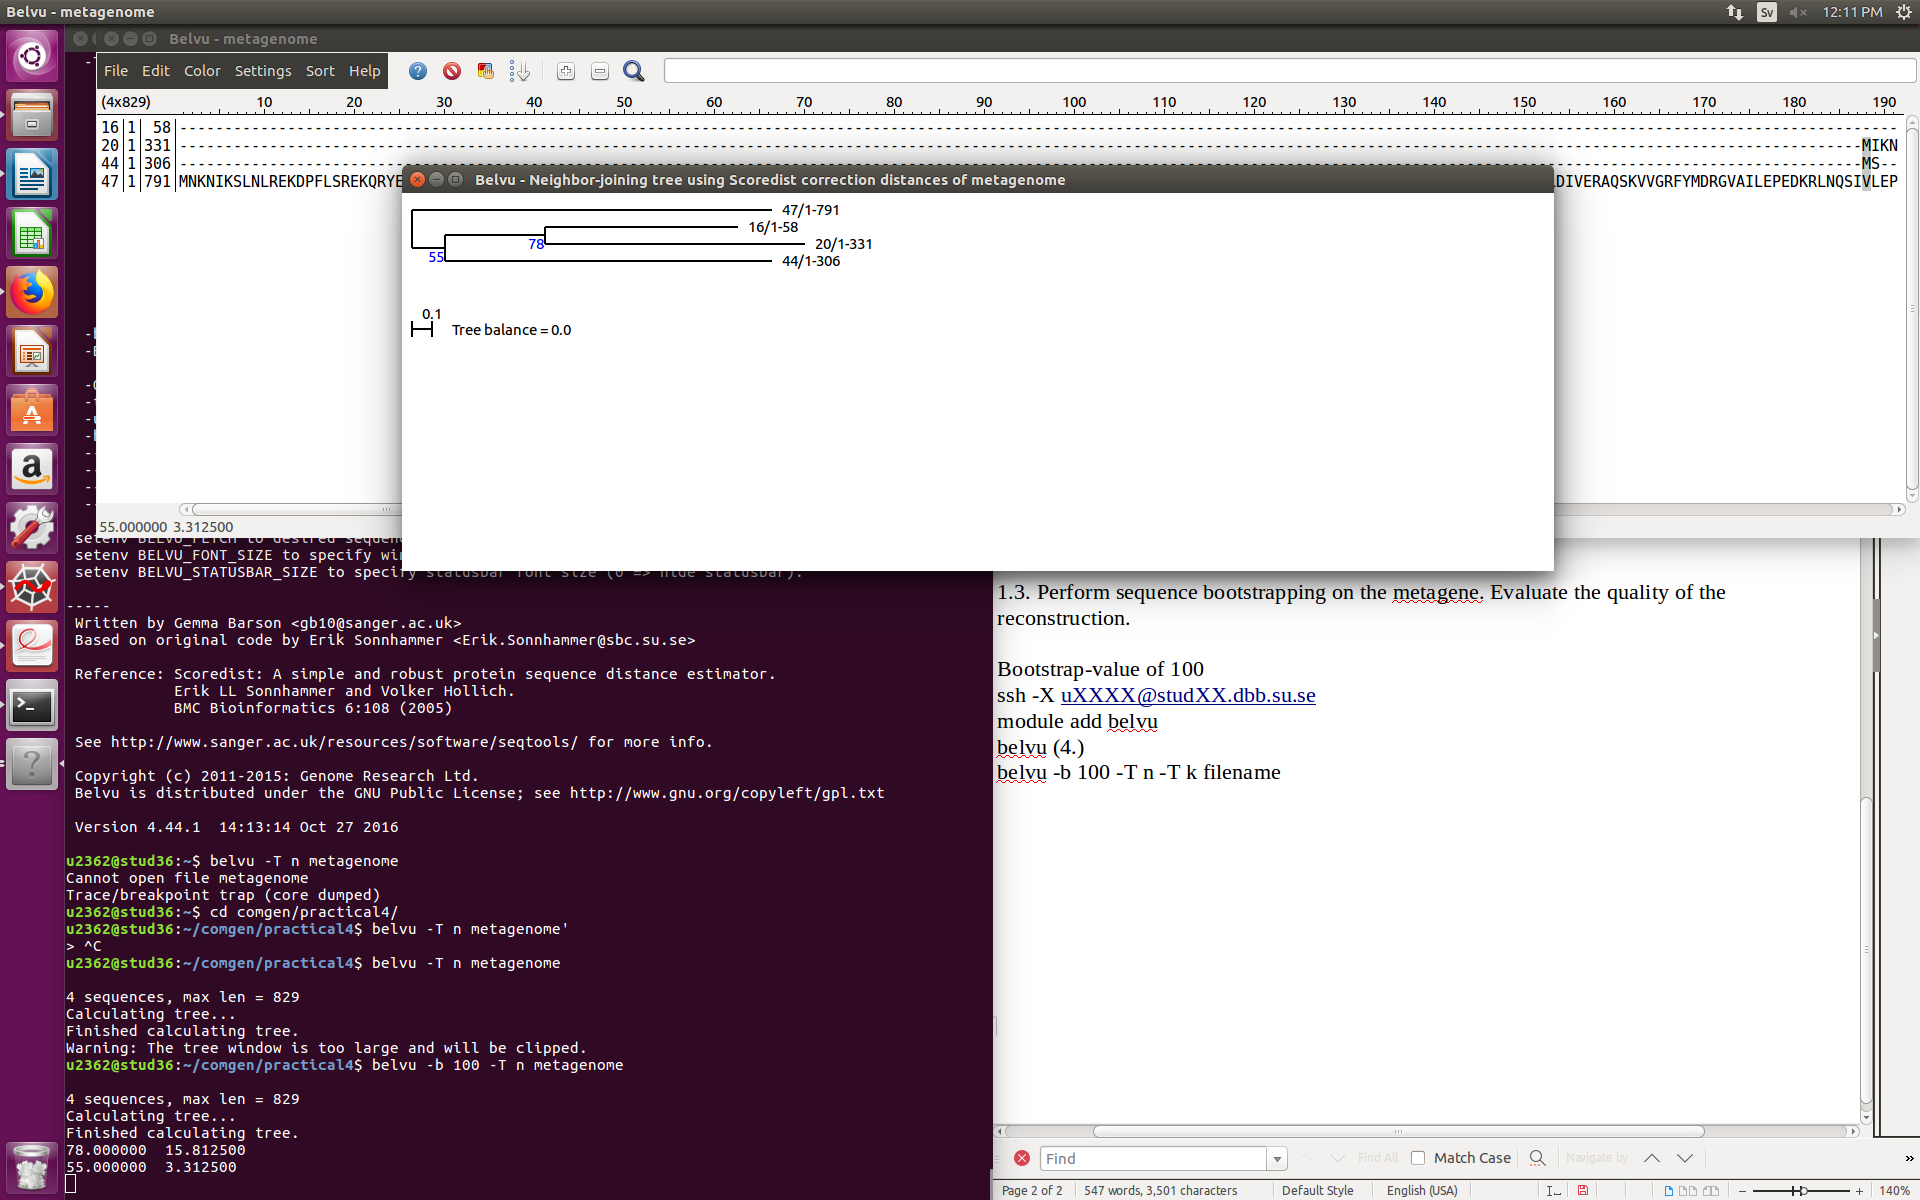 Belvu - metagenome
Sv
12:11 PM
Belvu - metagenome
File Edit Color Settings Sort Help
(4x829) 10 20 30 40 50 60 70 80 90 100 110 120 130 140 150 160 170 180 190
16 1 58
20 1 331 MIKN
44 1 306 MS--
47 1 791 MNKNIKSLNLREKDPFLSREKQRYE DIVERAQSKVVGRFYMDRGVAILEPEDKRLNQSIVLEP
Belvu - Neighbor-joining tree using Scoredist correction distances of metagenome
47/1-791
16/1-58
78
20/1-331
55
44/1-306
0.1
Tree balance = 0.0
55.000000 3.312500
setenv BELVU_FETCH to desired sequen
setenv BELVU_FONT_SIZE to specify wi
setenv BELVU_STATUSBAR_SIZE to specify statusbar font size (0 => hide statusbar).
-----
Written by Gemma Barson <gb10@sanger.ac.uk>
Based on original code by Erik Sonnhammer <Erik.Sonnhammer@sbc.su.se>
Reference: Scoredist: A simple and robust protein sequence distance estimator.
Erik LL Sonnhammer and Volker Hollich.
BMC Bioinformatics 6:108 (2005)
See http://www.sanger.ac.uk/resources/software/seqtools/ for more info.
Copyright (c) 2011-2015: Genome Research Ltd.
Belvu is distributed under the GNU Public License; see http://www.gnu.org/copyleft/gpl.txt
Version 4.44.1 14:13:14 Oct 27 2016
u2362@stud36:~$ belvu -T n metagenome
Cannot open file metagenome
Trace/breakpoint trap (core dumped)
u2362@stud36:~$ cd comgen/practical4/
u2362@stud36:~/comgen/practical4$ belvu -T n metagenome'
> ^C
u2362@stud36:~/comgen/practical4$ belvu -T n metagenome
4 sequences, max len = 829
Calculating tree...
Finished calculating tree.
Warning: The tree window is too large and will be clipped.
u2362@stud36:~/comgen/practical4$ belvu -b 100 -T n metagenome
4 sequences, max len = 829
Calculating tree...
Finished calculating tree.
78.000000 15.812500
55.000000 3.312500
1.3. Perform sequence bootstrapping on the metagene. Evaluate the quality of the
reconstruction.
Bootstrap-value of 100
ssh -X uXXXX@studXX.dbb.su.se
module add belvu
belvu (4.)
belvu -b 100 -T n -T k filename
Find
Find All
Match Case
Navigate by
Page 2 of 2
547 words, 3,501 characters
Default Style
English (USA)
140%